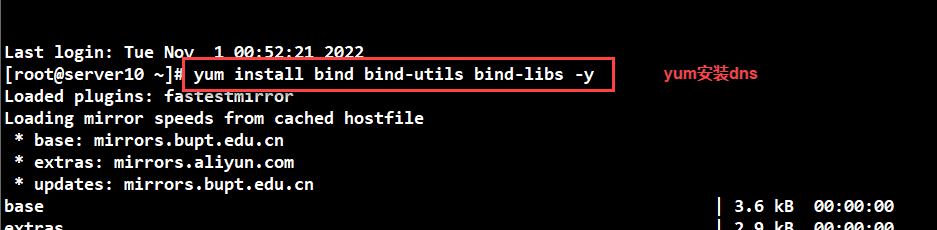 Last login: Tue Nov  1 00:52:21 2022
[root@server10 ~]# yum install bind bind-utils bind-libs -y
yum安装dns
Loaded plugins: fastestmirror
Loading mirror speeds from cached hostfile
 * base: mirrors.bupt.edu.cn
 * extras: mirrors.aliyun.com
 * updates: mirrors.bupt.edu.cn
base | 3.6 kB  00:00:00
extras | 2.9 kB  00:00:00